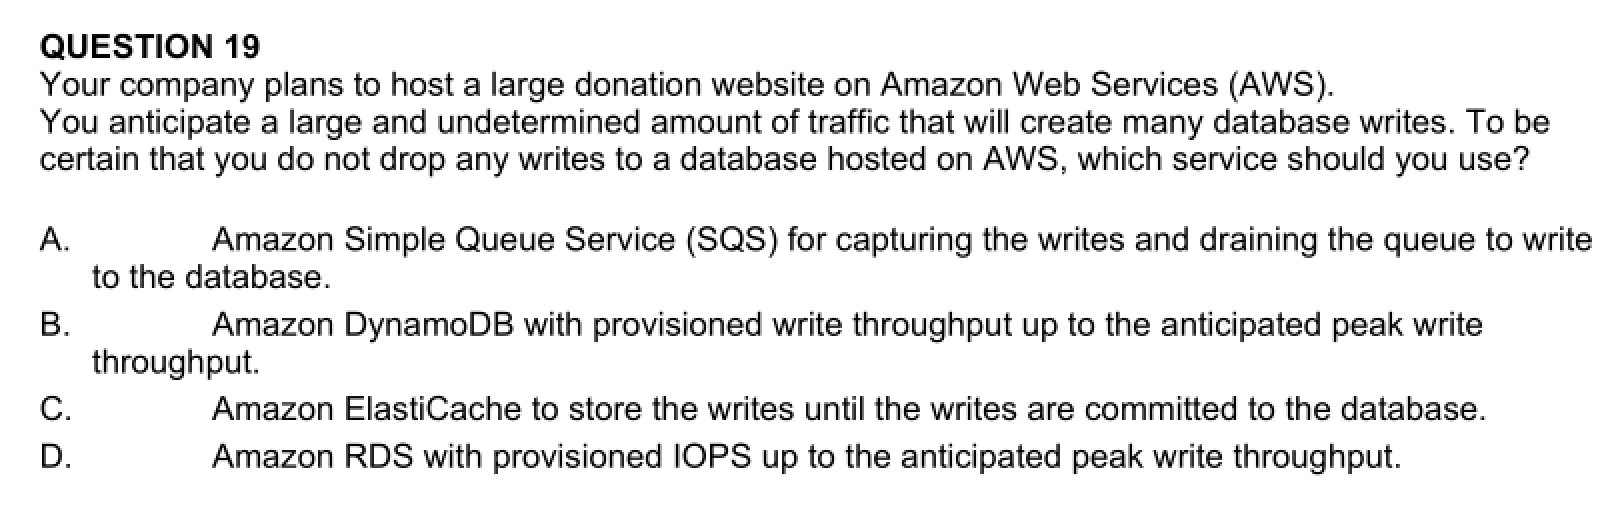 QUESTION 19
Your company plans to host a large donation website on Amazon Web Services (AWS).
You anticipate a large and undetermined amount of traffic that will create many database writes. To be
certain that you do not drop any writes to a database hosted on AWS, which service should you use?
A. Amazon Simple Queue Service (SQS) for capturing the writes and draining the queue to write
to the database.
B. Amazon DynamoDB with provisioned write throughput up to the anticipated peak write
throughput.
C. Amazon ElastiCache to store the writes until the writes are committed to the database.
D. Amazon RDS with provisioned IOPS up to the anticipated peak write throughput.